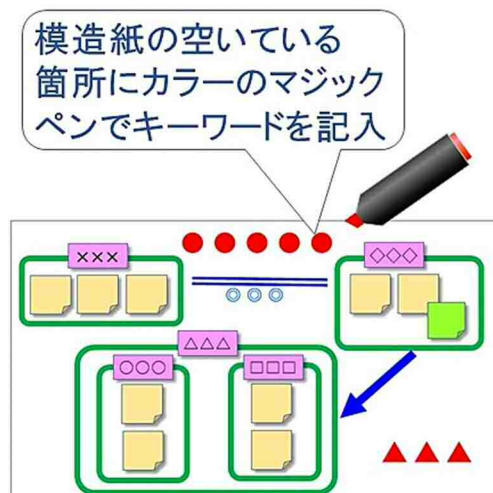 模造紙の空いている
箇所にカラーのマジック
ペンでキーワードを記入
●●●●●
×××
◇◇◇
◎◎◎
△△△
○○○
□□□
▲▲▲